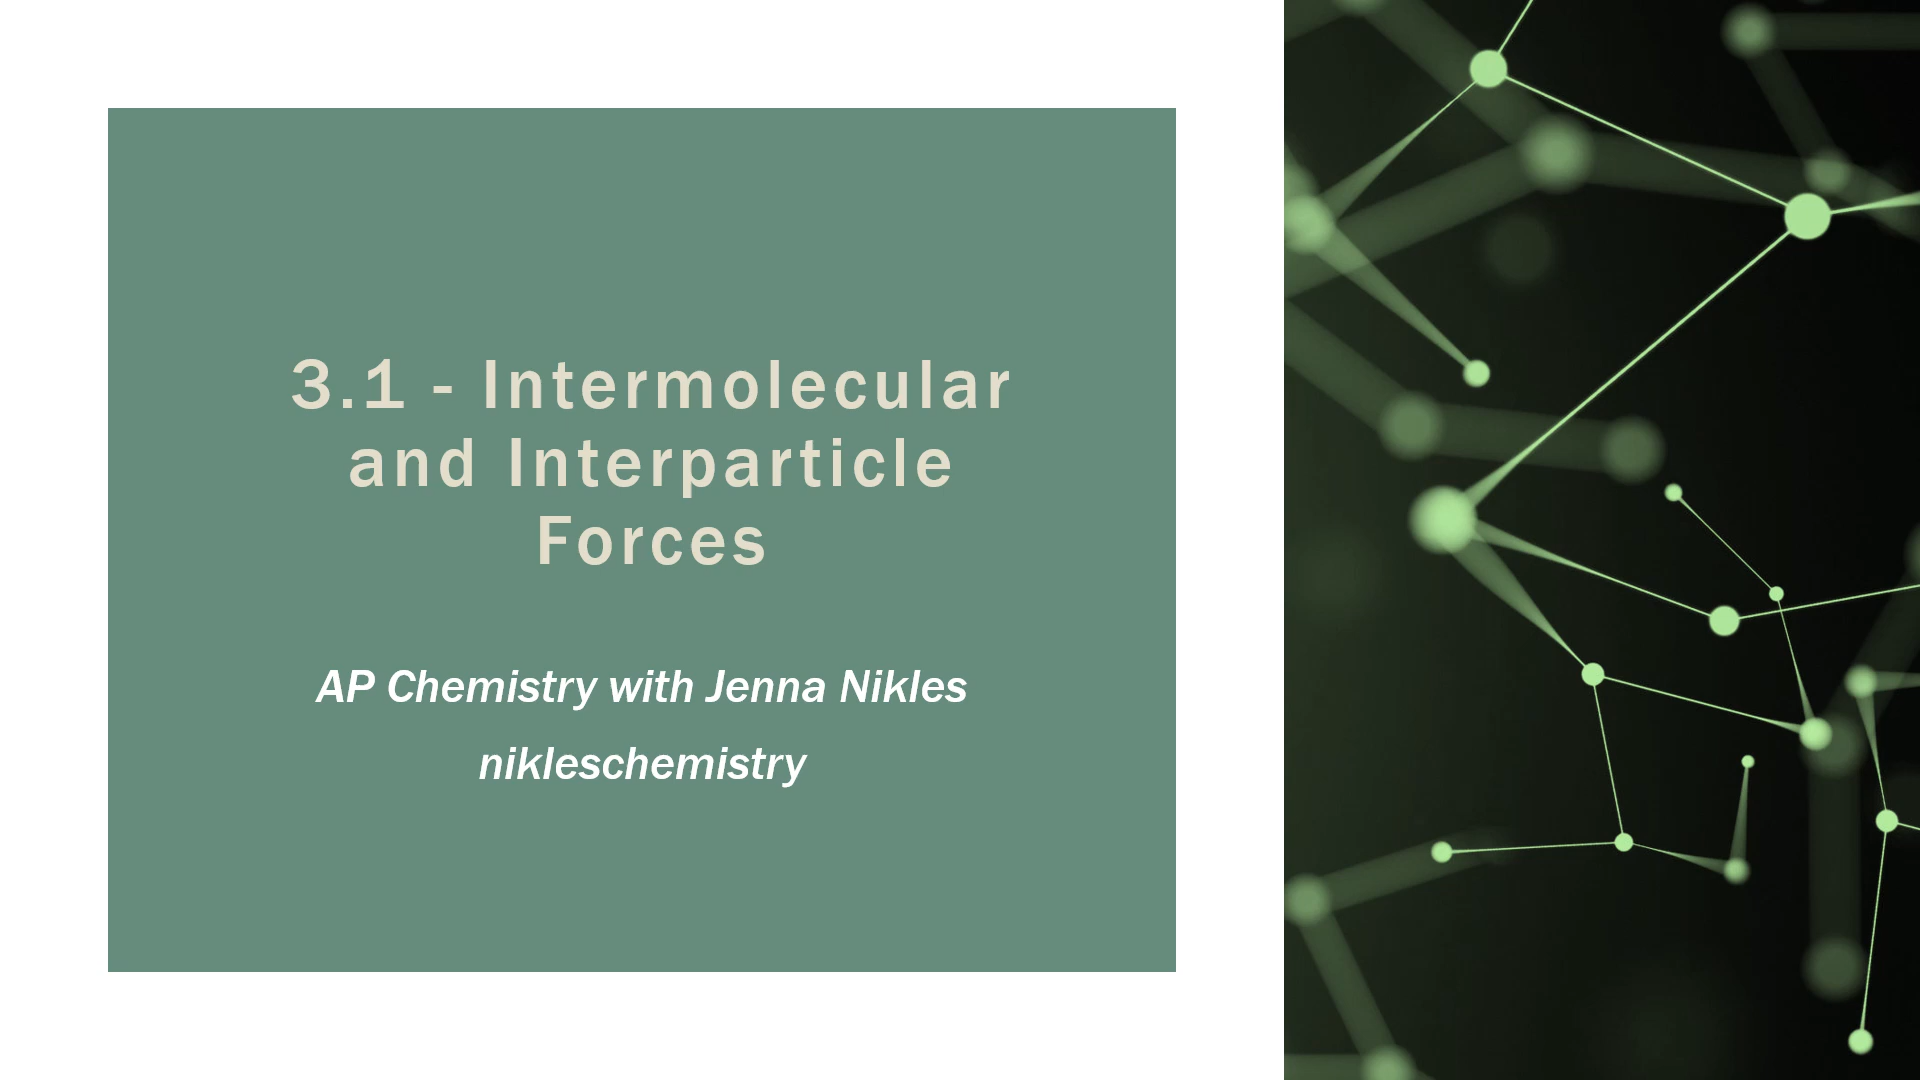 3.1 - Intermolecular
and Interparticle
Forces
AP Chemistry with Jenna Nikles
nikleschemistry